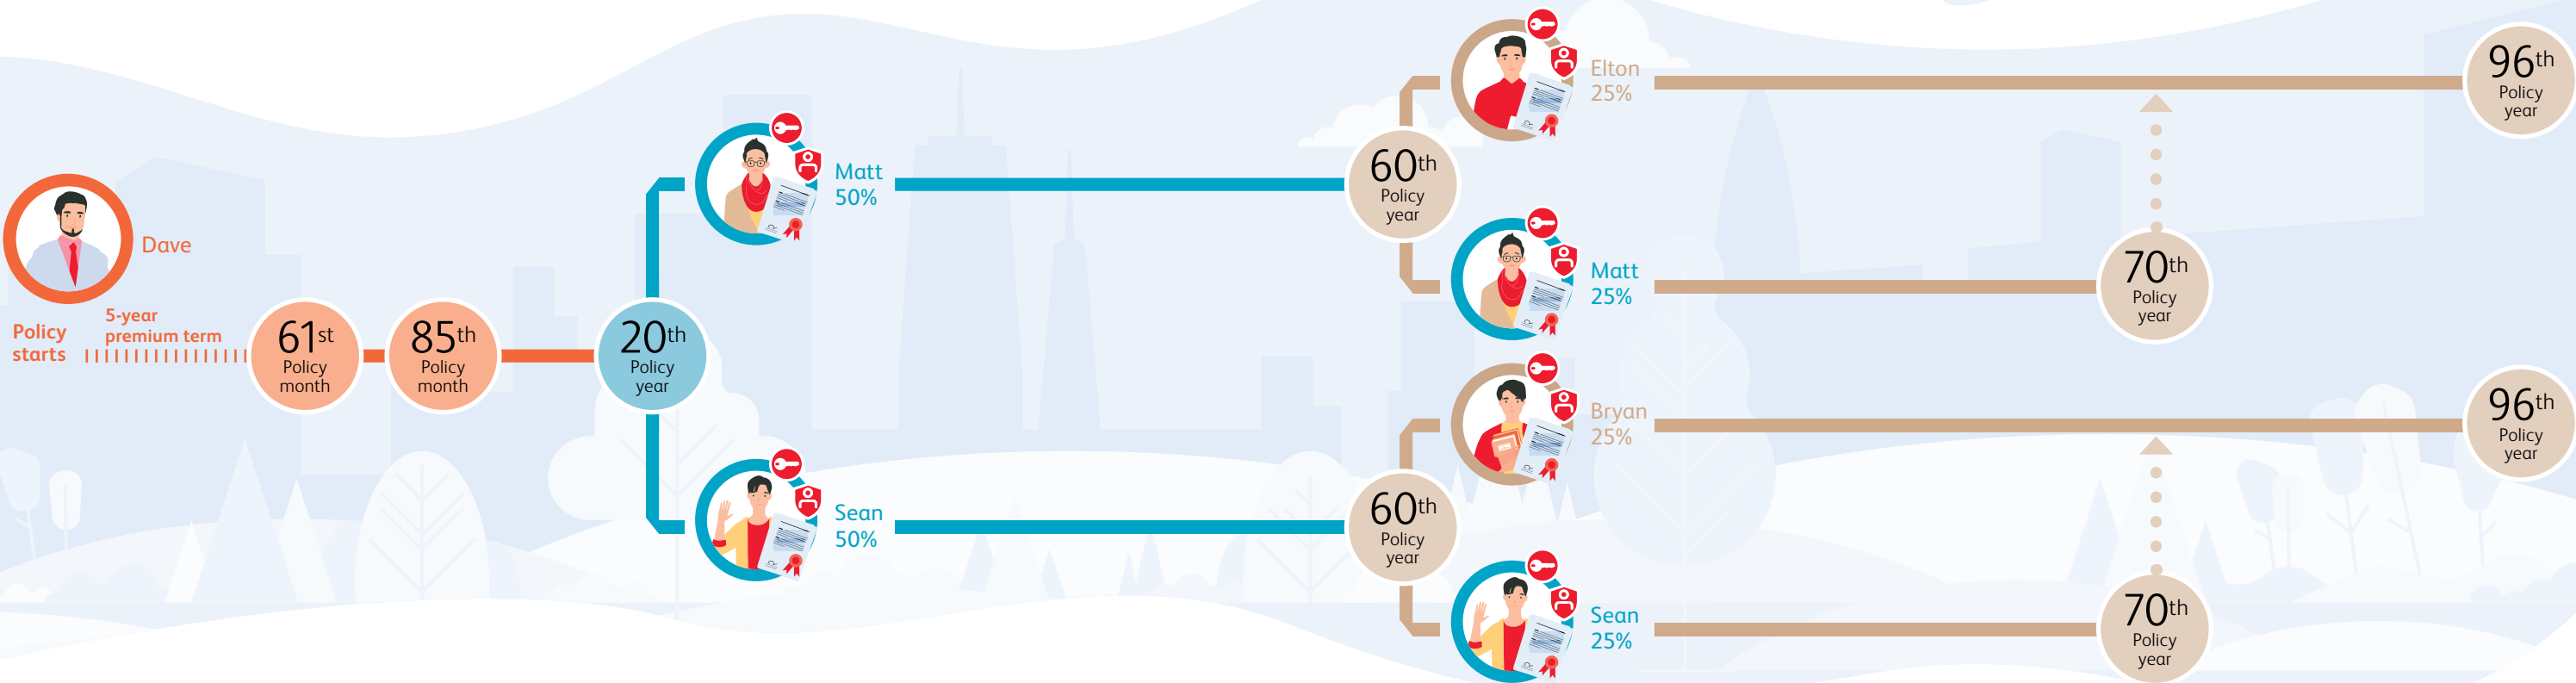 Dave
Policy
starts
5-year
premium term
61st
Policy
month
85th
Policy
month
20th
Policy
year
Matt
50%
Sean
50%
60th
Policy
year
60th
Policy
year
Elton
25%
Matt
25%
Bryan
25%
Sean
25%
70th
Policy
year
70th
Policy
year
96th
Policy
year
96th
Policy
year